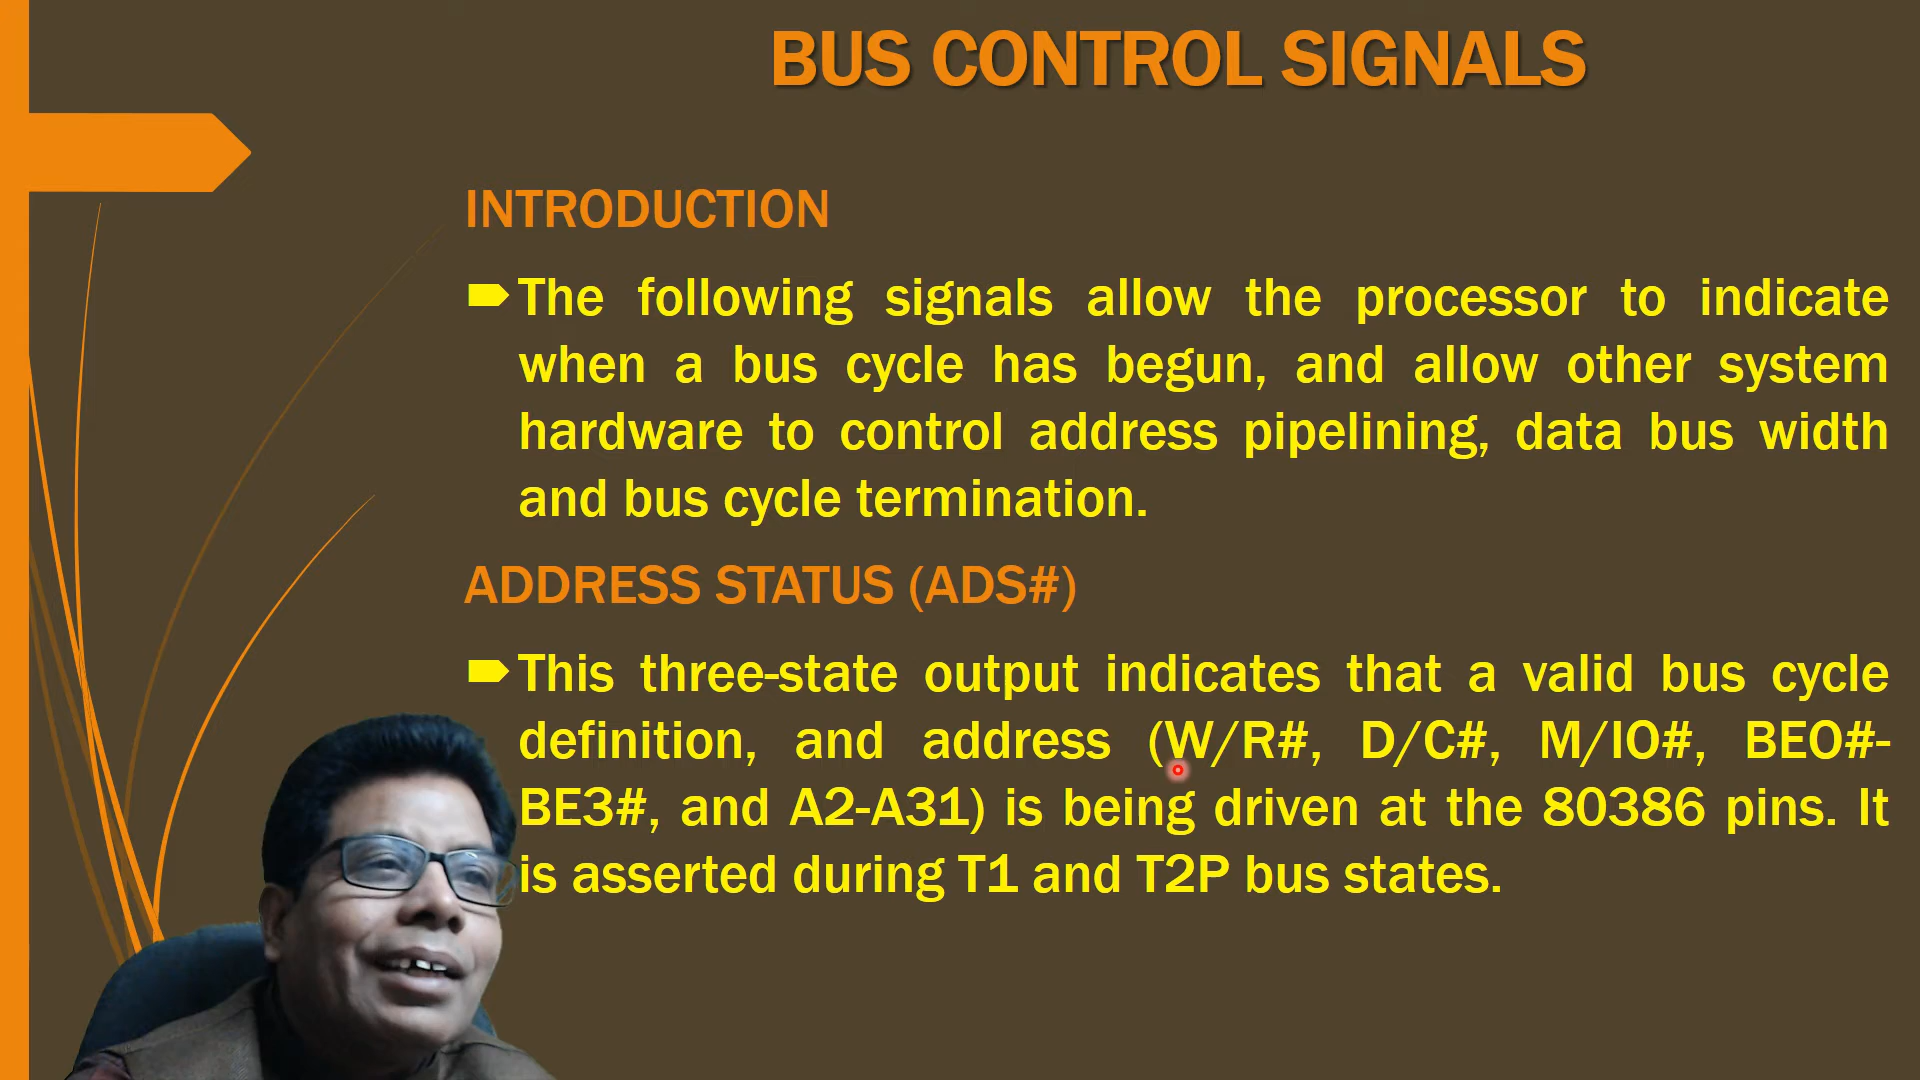 BUS CONTROL SIGNALS
INTRODUCTION
The following signals allow the processor to indicate
when a bus cycle has begun, and allow other system
hardware to control address pipelining, data bus width
and bus cycle termination.
ADDRESS STATUS (ADS#)
This three-state output indicates that a valid bus cycle
definition, and address (W/R#, D/C#, M/IO#, BE0#-
BE3#, and A2-A31) is being driven at the 80386 pins. It
is asserted during T1 and T2P bus states.